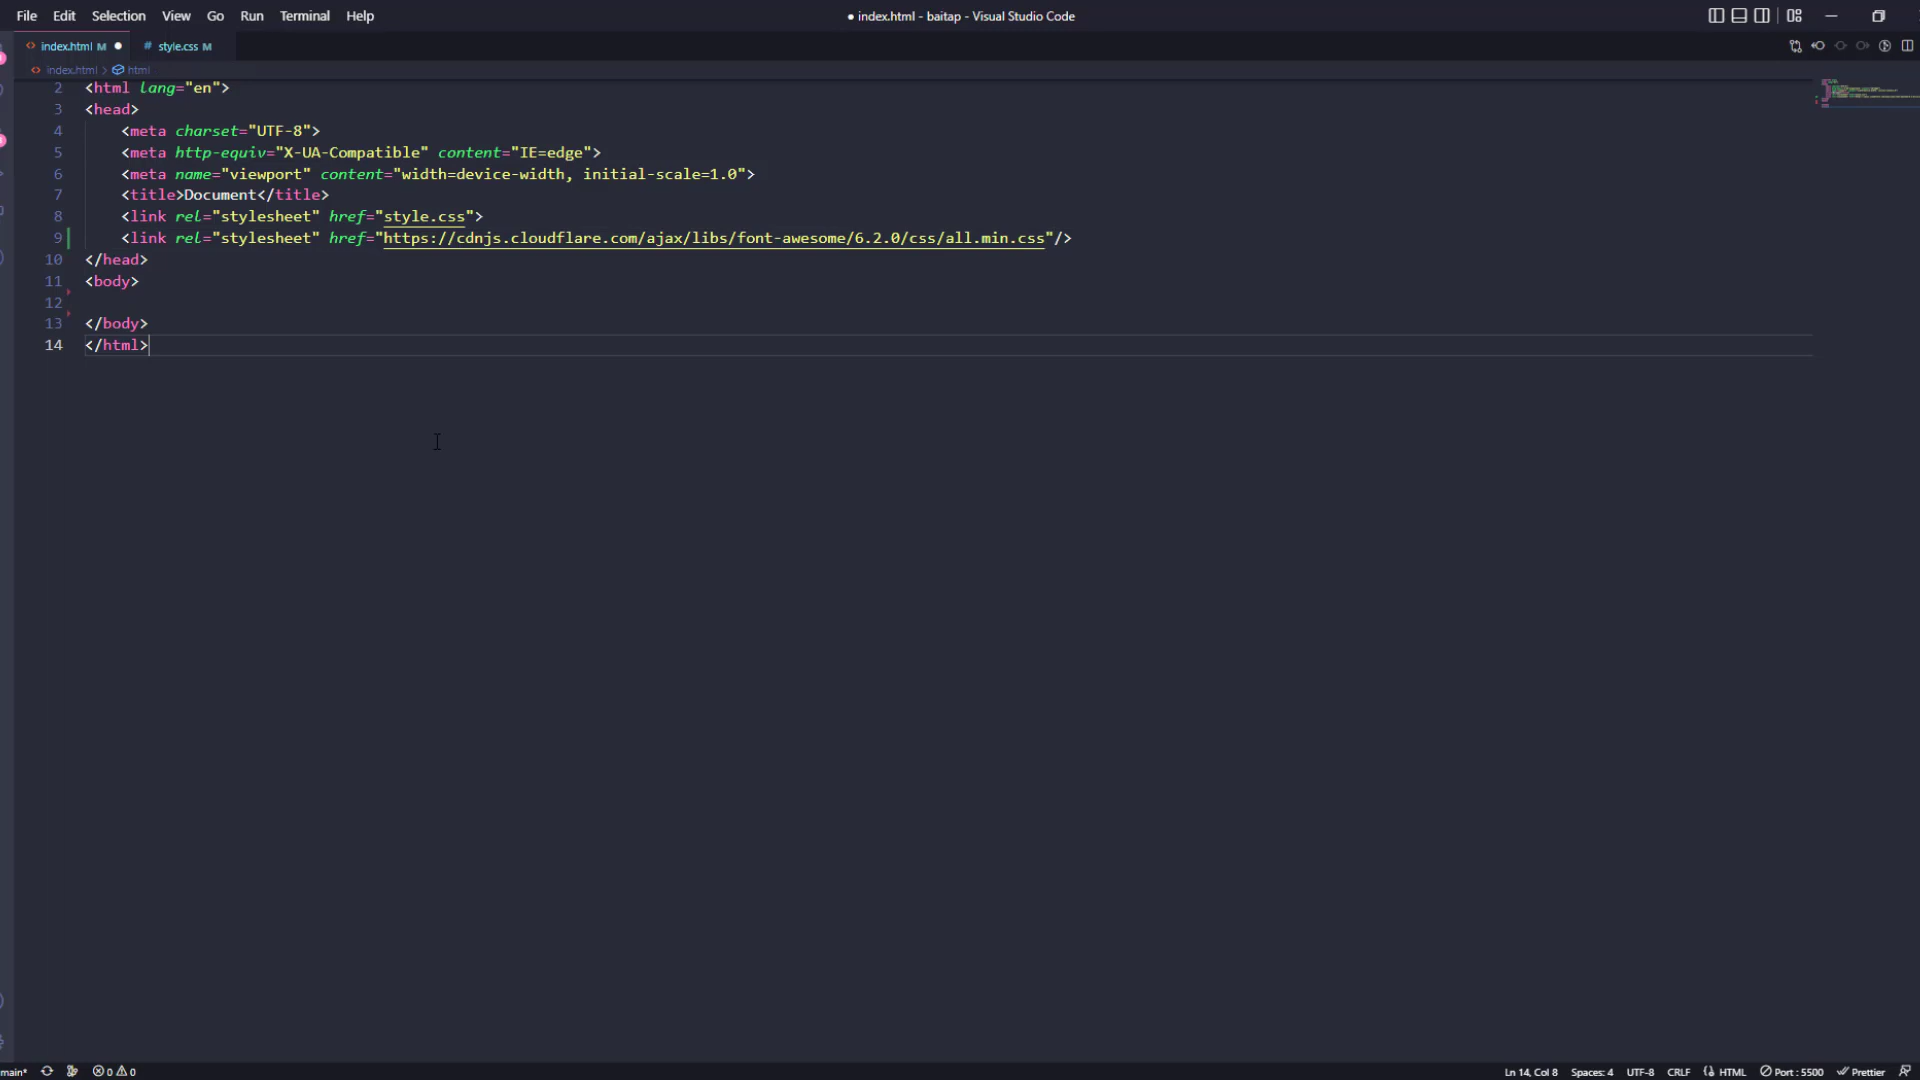 File Edit Selection View Go Run Terminal Help
● index.html - baitap - Visual Studio Code
index.html M ● # style.css M
index.html > html
2 <html lang="en">
3 <head>
4 <meta charset="UTF-8">
5 <meta http-equiv="X-UA-Compatible" content="IE=edge">
6 <meta name="viewport" content="width=device-width, initial-scale=1.0">
7 <title>Document</title>
8 <link rel="stylesheet" href="style.css">
9 <link rel="stylesheet" href="https://cdnjs.cloudflare.com/ajax/libs/font-awesome/6.2.0/css/all.min.css"/>
10 </head>
11 <body>
12
13 </body>
14 </html>
main* 0 0 Ln 14, Col 8 Spaces: 4 UTF-8 CRLF HTML Port : 5500 Prettier